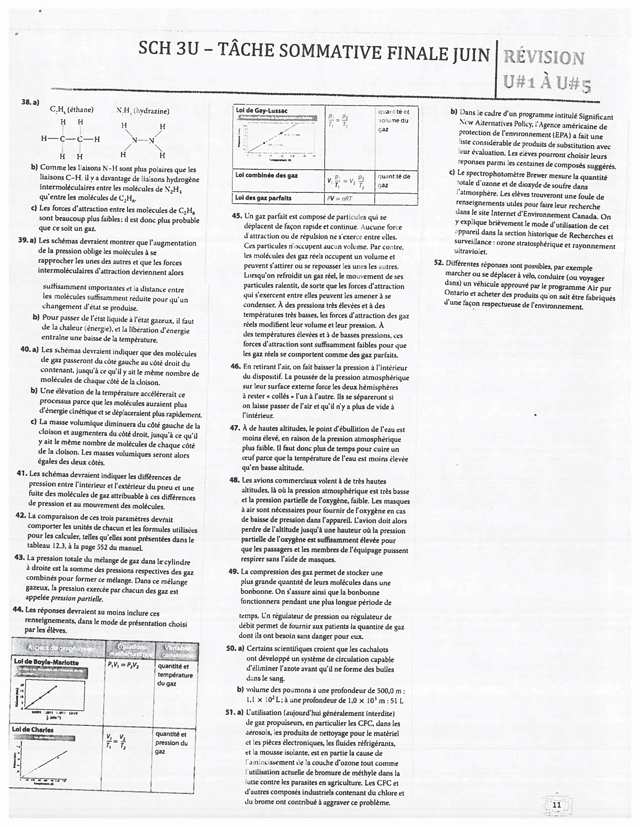 SCH 3U – TÂCHE SOMMATIVE FINALE JUIN
RÉVISION
U#1 À U#5
38. a)
C₂H₆ (éthane) N₂H₄ (hydrazine)
H H H H
H—C—C—H N—N
H H H H
b) Comme les liaisons N–H sont plus polaires que les
liaisons C–H, il y a davantage de liaisons hydrogène
intermoléculaires entre les molécules de N₂H₄
qu'entre les molécules de C₂H₆.
c) Les forces d'attraction entre les molécules de C₂H₆
sont beaucoup plus faibles; il est donc plus probable
que ce soit un gaz.
39. a) Les schémas devraient montrer que l'augmentation
de la pression oblige les molécules à se
rapprocher les unes des autres et que les forces
intermoléculaires d'attraction deviennent alors
suffisamment importantes et la distance entre
les molécules suffisamment réduite pour qu'un
changement d'état se produise.
b) Pour passer de l'état liquide à l'état gazeux, il faut
de la chaleur (énergie), et la libération d'énergie
entraîne une baisse de la température.
40. a) Les schémas devraient indiquer que des molécules
de gaz passeront du côté gauche au côté droit du
contenant, jusqu'à ce qu'il y ait le même nombre de
molécules de chaque côté de la cloison.
b) Une élévation de la température accélérerait ce
processus parce que les molécules auraient plus
d'énergie cinétique et se déplaceraient plus rapidement.
c) La masse volumique diminuera du côté gauche de la
cloison et augmentera du côté droit, jusqu'à ce qu'il
y ait le même nombre de molécules de chaque côté
de la cloison. Les masses volumiques seront alors
égales des deux côtés.
41. Les schémas devraient indiquer les différences de
pression entre l'intérieur et l'extérieur du pneu et une
fuite des molécules de gaz attribuable à ces différences
de pression et au mouvement des molécules.
42. La comparaison de ces trois paramètres devrait
comporter les unités de chacun et les formules utilisées
pour les calculer, telles qu'elles sont présentées dans le
tableau 12.3, à la page 552 du manuel.
43. La pression totale du mélange de gaz dans le cylindre
à droite est la somme des pressions respectives des gaz
combinés pour former ce mélange. Dans ce mélange
gazeux, la pression exercée par chacun des gaz est
appelée pression partielle.
44. Les réponses devraient au moins inclure ces
renseignements, dans le mode de présentation choisi
par les élèves.
Aspect du graphique Équation mathématique Variables constantes
Loi de Boyle-Mariotte
P₁V₁ = P₂V₂
quantité et
température
du gaz
Loi de Charles
V₁/T₁ = V₂/T₂
quantité et
pression du
gaz
Loi de Gay-Lussac
P₁/T₁ = P₂/T₂
quantité et
volume du
gaz
Loi combinée des gaz
V₁ P₁/T₁ = V₂ P₂/T₂
quantité de
gaz
Loi des gaz parfaits
PV = nRT
45. Un gaz parfait est composé de particules qui se
déplacent de façon rapide et continue. Aucune force
d'attraction ou de répulsion ne s'exerce entre elles.
Ces particules n'occupent aucun volume. Par contre,
les molécules des gaz réels occupent un volume et
peuvent s'attirer ou se repousser les unes les autres.
Lorsqu'on refroidit un gaz réel, le mouvement de ses
particules ralentit, de sorte que les forces d'attraction
qui s'exercent entre elles peuvent les amener à se
condenser. À des pressions très élevées et à des
températures très basses, les forces d'attraction des gaz
réels modifient leur volume et leur pression. À
des températures élevées et à de basses pressions, ces
forces d'attraction sont suffisamment faibles pour que
les gaz réels se comportent comme des gaz parfaits.
46. En retirant l'air, on fait baisser la pression à l'intérieur
du dispositif. La poussée de la pression atmosphérique
sur leur surface externe force les deux hémisphères
à rester « collés » l'un à l'autre. Ils se sépareront si
on laisse passer de l'air et qu'il n'y a plus de vide à
l'intérieur.
47. À de hautes altitudes, le point d'ébullition de l'eau est
moins élevé, en raison de la pression atmosphérique
plus faible. Il faut donc plus de temps pour cuire un
œuf parce que la température de l'eau est moins élevée
qu'en basse altitude.
48. Les avions commerciaux volent à de très hautes
altitudes, là où la pression atmosphérique est très basse
et la pression partielle de l'oxygène, faible. Les masques
à air sont nécessaires pour fournir de l'oxygène en cas
de baisse de pression dans l'appareil. L'avion doit alors
perdre de l'altitude jusqu'à une hauteur où la pression
partielle de l'oxygène est suffisamment élevée pour
que les passagers et les membres de l'équipage puissent
respirer sans l'aide de masques.
49. La compression des gaz permet de stocker une
plus grande quantité de leurs molécules dans une
bonbonne. On s'assure ainsi que la bonbonne
fonctionnera pendant une plus longue période de
temps. Un régulateur de pression ou régulateur de
débit permet de fournir aux patients la quantité de gaz
dont ils ont besoin sans danger pour eux.
50. a) Certains scientifiques croient que les cachalots
ont développé un système de circulation capable
d'éliminer l'azote avant qu'il ne forme des bulles
dans le sang.
b) volume des poumons à une profondeur de 500,0 m :
1,1 × 10² L; à une profondeur de 1,0 × 10³ m : 51 L
51. a) L'utilisation (aujourd'hui généralement interdite)
de gaz propulseurs, en particulier les CFC, dans les
aérosols, les produits de nettoyage pour le matériel
et les pièces électroniques, les fluides réfrigérants,
et la mousse isolante, est en partie la cause de
l'amincissement de la couche d'ozone tout comme
l'utilisation actuelle de bromure de méthyle dans la
lutte contre les parasites en agriculture. Les CFC et
d'autres composés industriels contenant du chlore et
du brome ont contribué à aggraver ce problème.
b) Dans le cadre d'un programme intitulé Significant
New Alternatives Policy, l'Agence américaine de
protection de l'environnement (EPA) a fait une
liste considérable de produits de substitution avec
leur évaluation. Les élèves pourront choisir leurs
réponses parmi les centaines de composés suggérés.
c) Le spectrophotomètre Brewer mesure la quantité
totale d'ozone et de dioxyde de soufre dans
l'atmosphère. Les élèves trouveront une foule de
renseignements utiles pour faire leur recherche
dans le site Internet d'Environnement Canada. On
y explique brièvement le mode d'utilisation de cet
appareil dans la section historique de Recherches et
surveillance : ozone stratosphérique et rayonnement
ultraviolet.
52. Différentes réponses sont possibles, par exemple
marcher ou se déplacer à vélo, conduire (ou voyager
dans) un véhicule approuvé par le programme Air pur
Ontario et acheter des produits qu'on sait être fabriqués
d'une façon respectueuse de l'environnement.
11